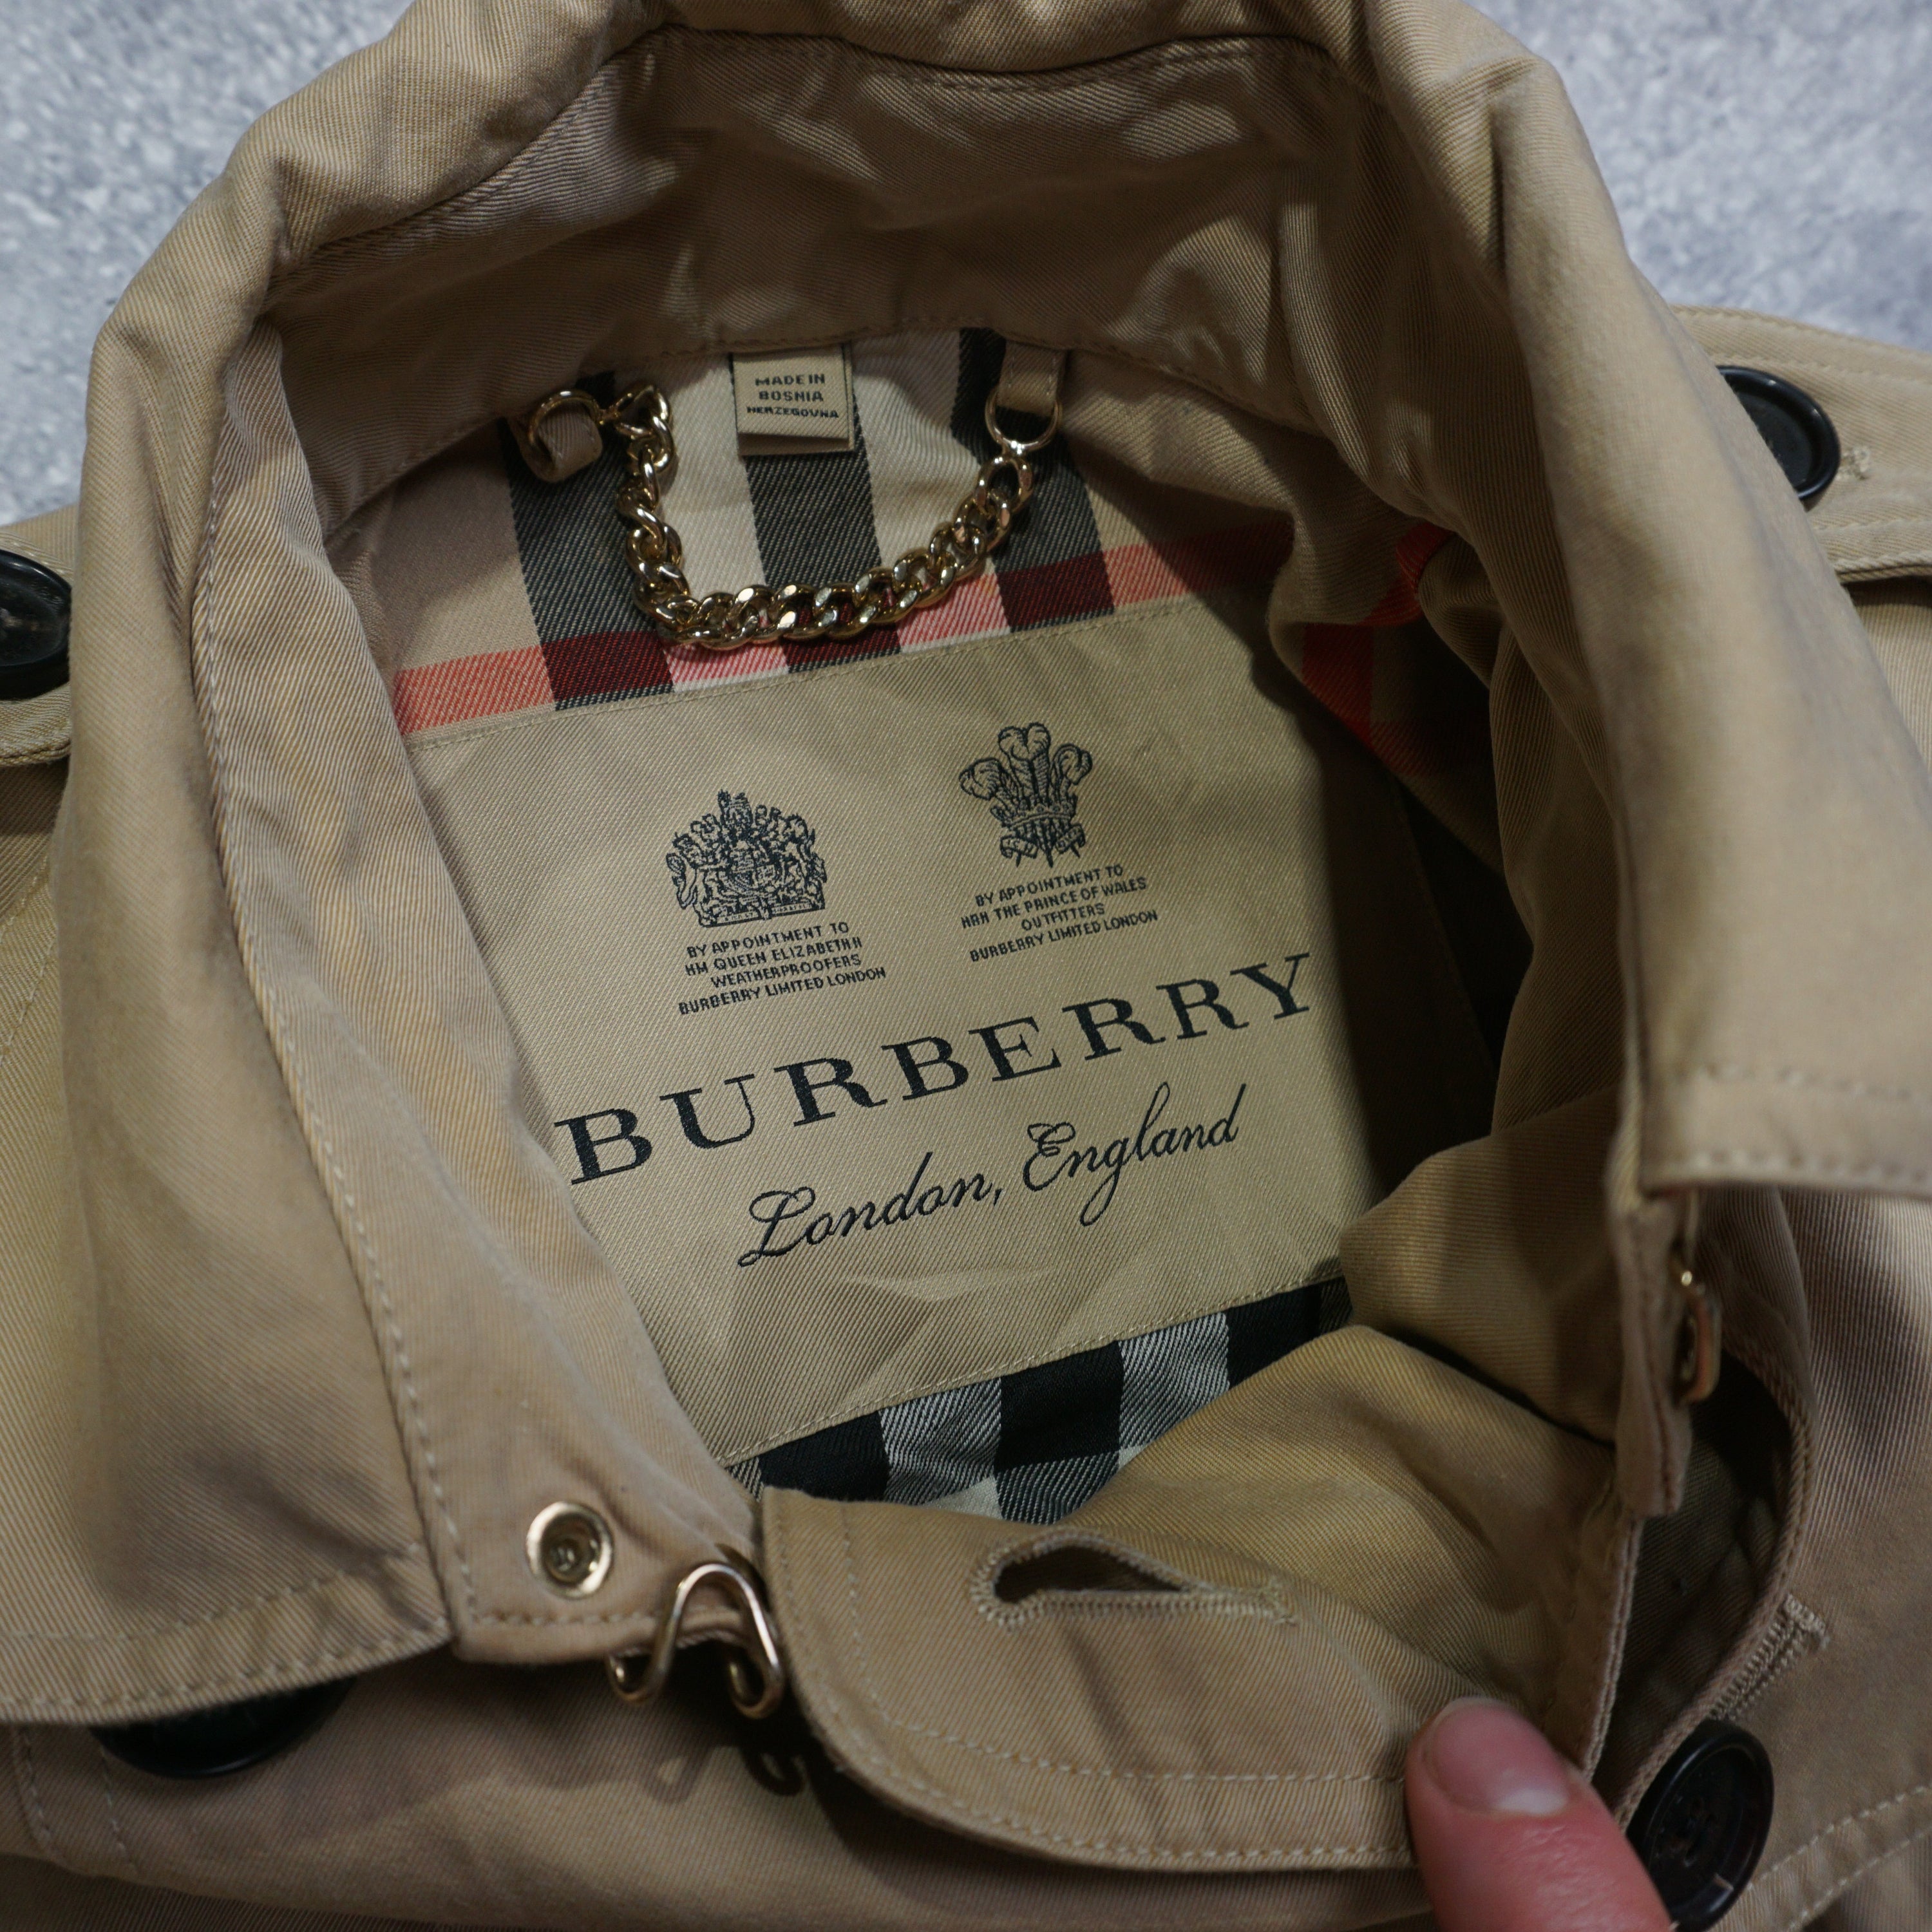 MADE IN
BOSNIA
HERZEGOVNA
BY APPOINTMENT TO
HM QUEEN ELIZABETH II
WEATHERPROOFERS
BURBERRY LIMITED LONDON
BY APPOINTMENT TO
HRH THE PRINCE OF WALES
OUTFITTERS
BURBERRY LIMITED LONDON
BURBERRY
London, England